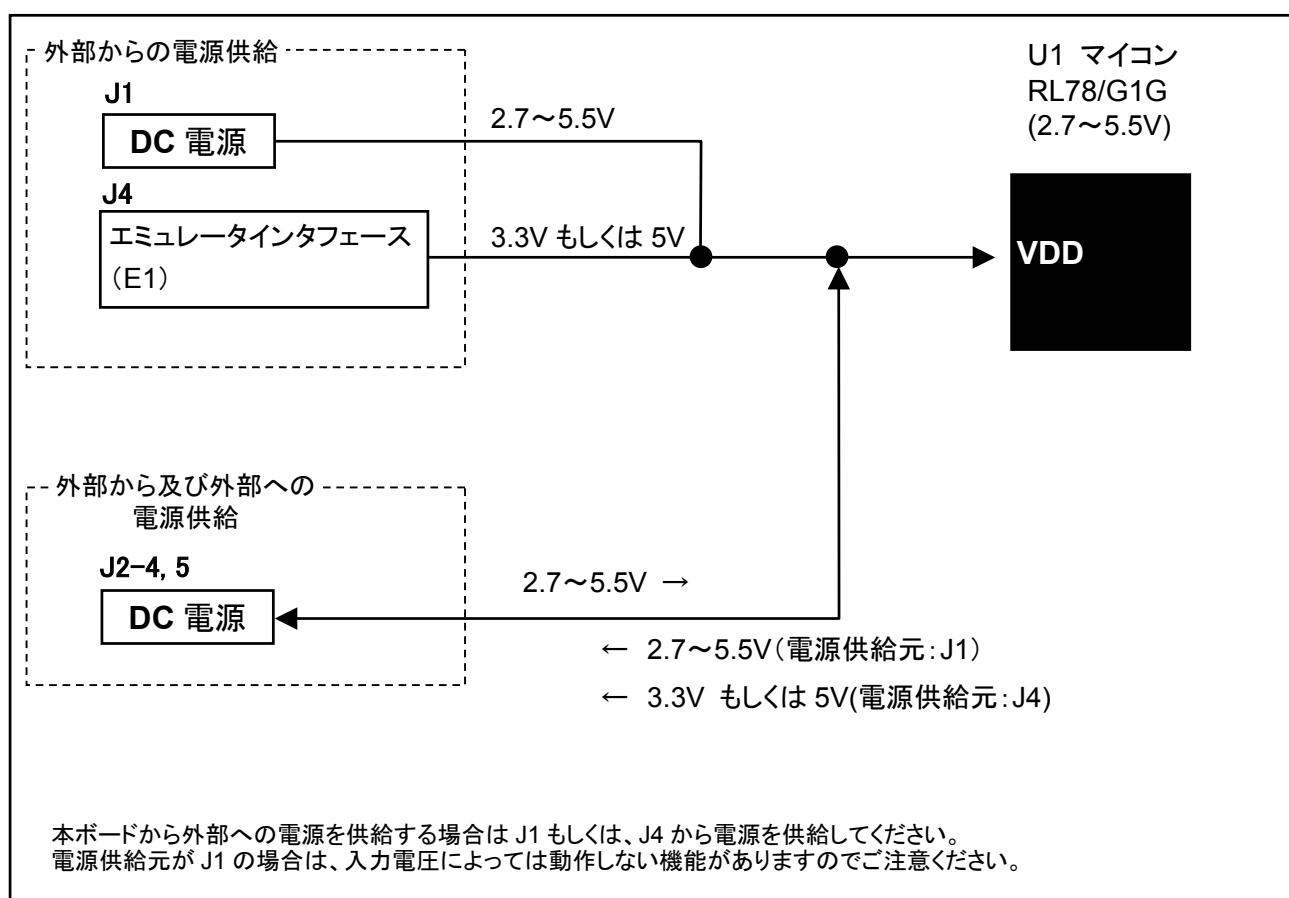 外部からの電源供給
J1
DC 電源
2.7～5.5V
J4
エミュレータインタフェース
（E1）
3.3V もしくは 5V
U1 マイコン
RL78/G1G
(2.7～5.5V)
VDD
外部から及び外部への
電源供給
J2-4, 5
DC 電源
2.7～5.5V →
← 2.7～5.5V（電源供給元：J1）
← 3.3V もしくは 5V(電源供給元：J4)
本ボードから外部への電源を供給する場合は J1 もしくは、J4 から電源を供給してください。
電源供給元が J1 の場合は、入力電圧によっては動作しない機能がありますのでご注意ください。